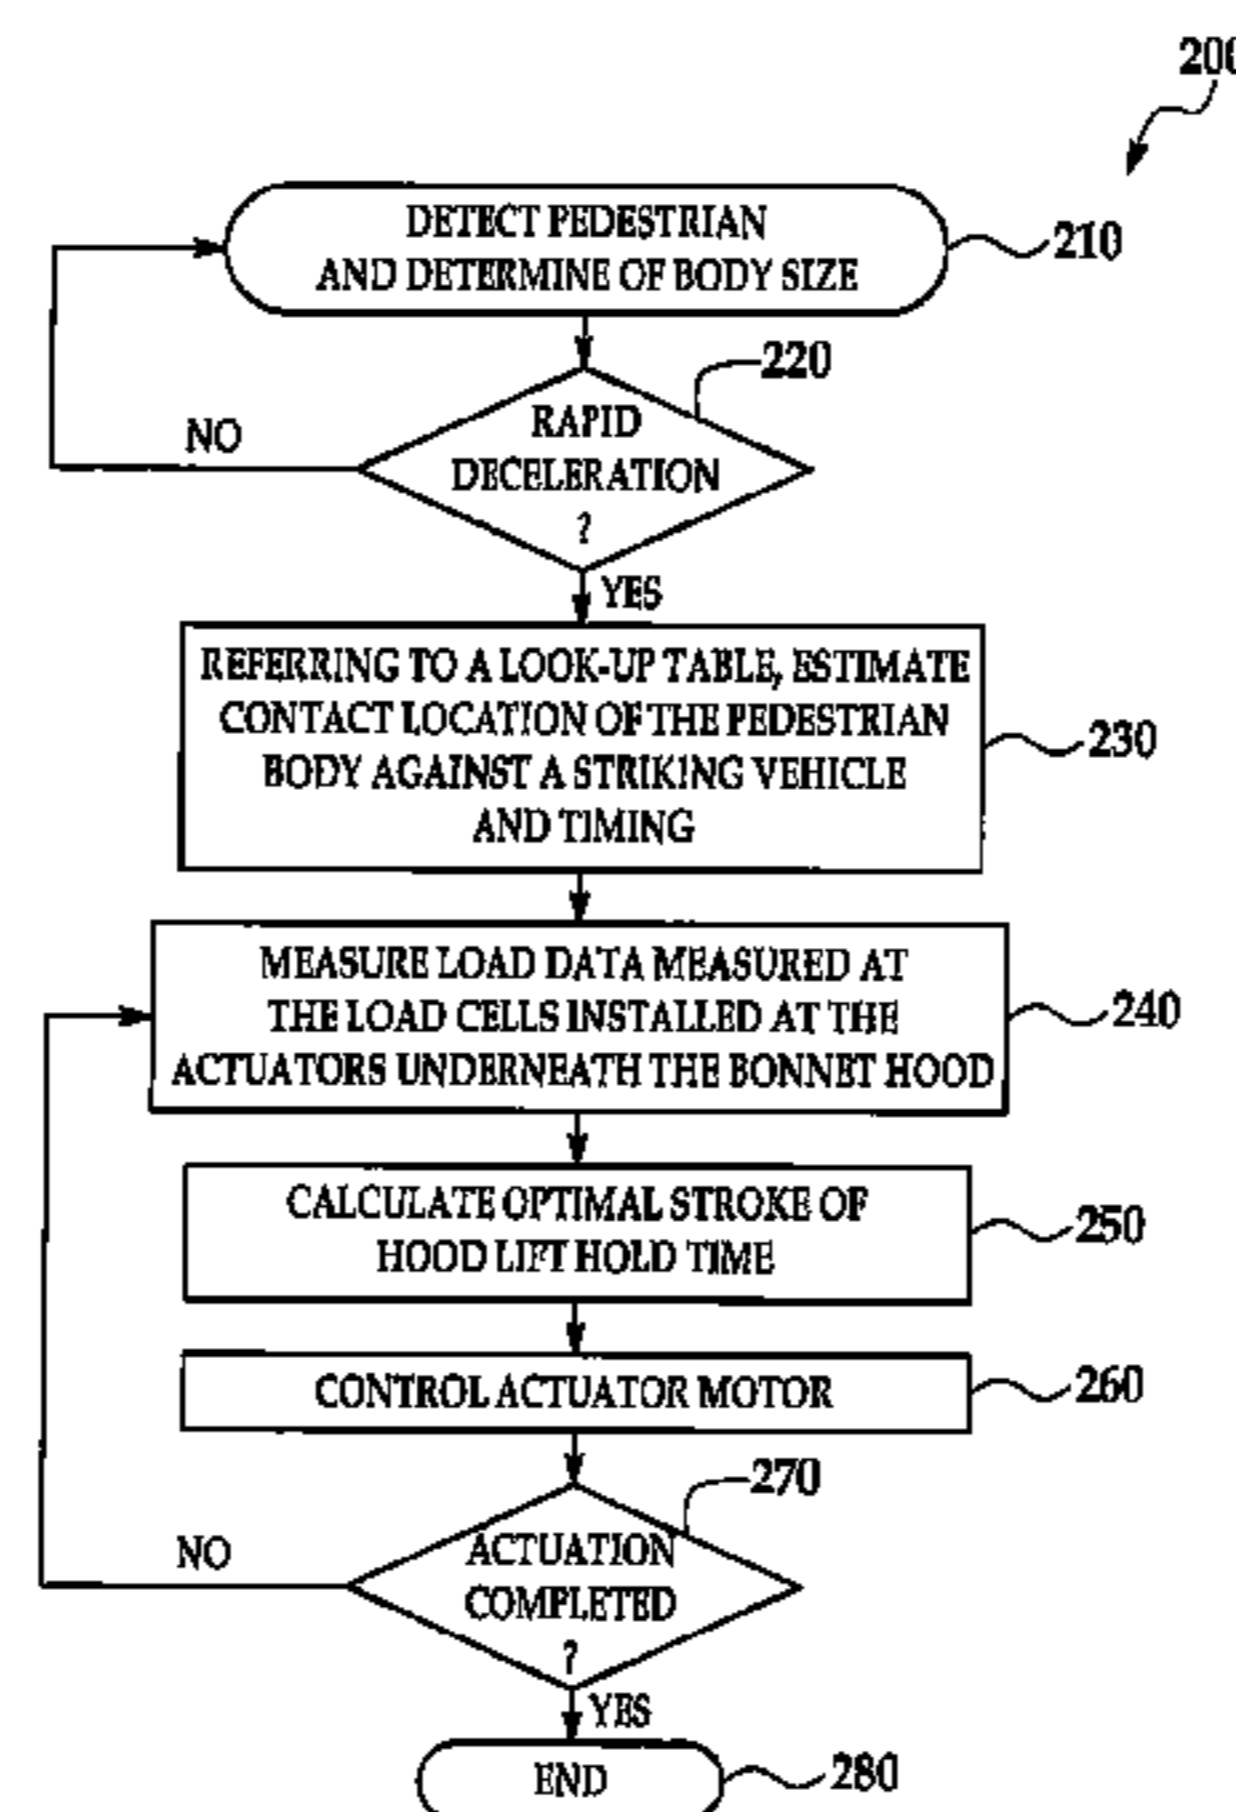 200
DETECT PEDESTRIAN
AND DETERMINE OF BODY SIZE
210
220
RAPID
DECELERATION
?
NO
YES
REFERRING TO A LOOK-UP TABLE, ESTIMATE
CONTACT LOCATION OF THE PEDESTRIAN
BODY AGAINST A STRIKING VEHICLE
AND TIMING
230
MEASURE LOAD DATA MEASURED AT
THE LOAD CELLS INSTALLED AT THE
ACTUATORS UNDERNEATH THE BONNET HOOD
240
CALCULATE OPTIMAL STROKE OF
HOOD LIFT HOLD TIME
250
CONTROL ACTUATOR MOTOR
260
270
ACTUATION
COMPLETED
?
NO
YES
END
280